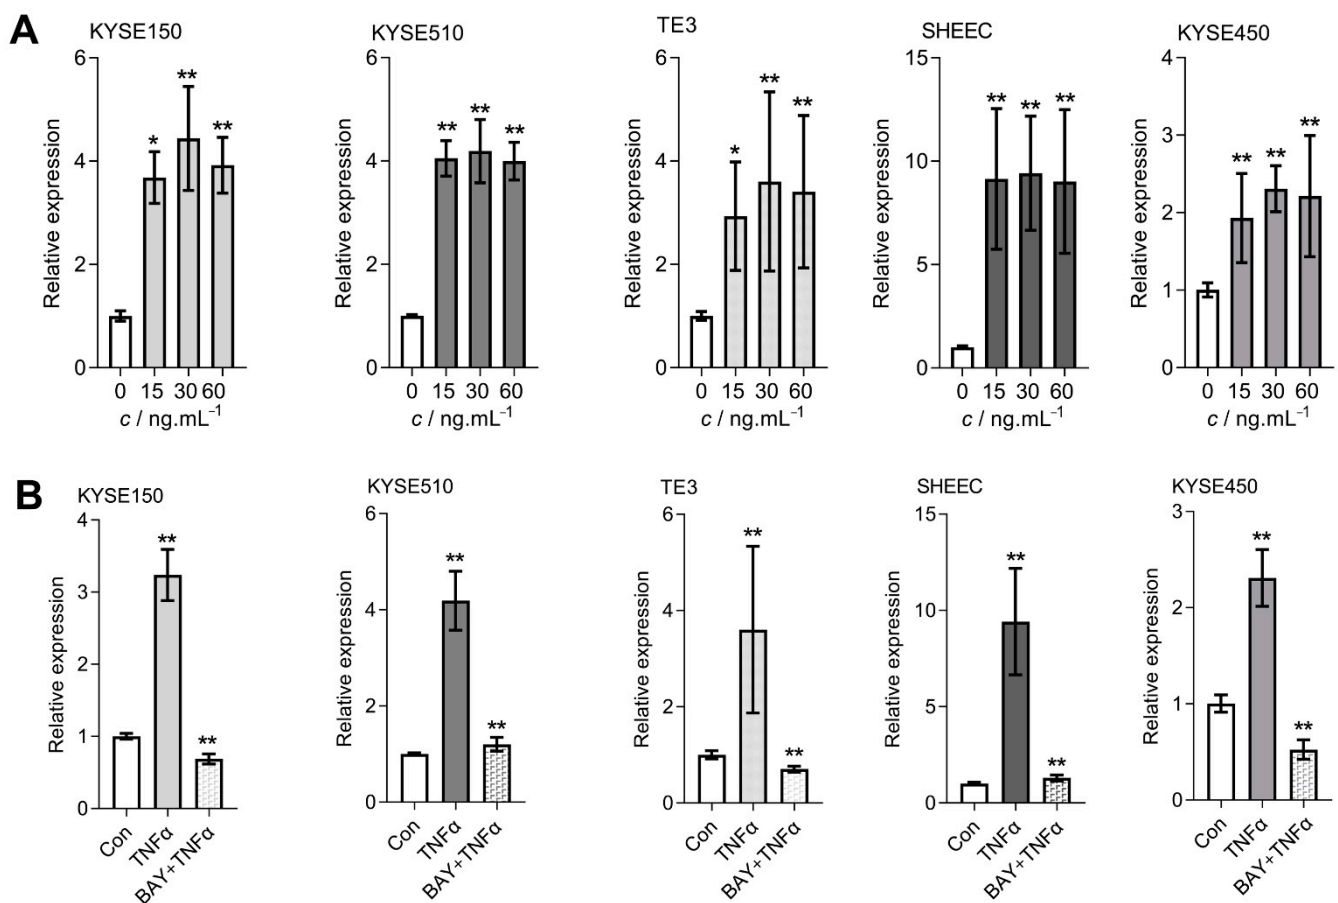 A
KYSE150
Relative expression
6
4
2
0
*
**
**
0 15 30 60
c / ng.mL⁻¹
KYSE510
Relative expression
6
4
2
0
**
**
**
0 15 30 60
c / ng.mL⁻¹
TE3
Relative expression
6
4
2
0
*
**
**
0 15 30 60
c / ng.mL⁻¹
SHEEC
Relative expression
15
10
5
0
**
**
**
0 15 30 60
c / ng.mL⁻¹
KYSE450
Relative expression
4
3
2
1
0
**
**
**
0 15 30 60
c / ng.mL⁻¹
B
KYSE150
Relative expression
4
3
2
1
0
**
**
Con
TNFα
BAY+TNFα
KYSE510
Relative expression
6
4
2
0
**
**
Con
TNFα
BAY+TNFα
TE3
Relative expression
6
4
2
0
**
**
Con
TNFα
BAY+TNFα
SHEEC
Relative expression
15
10
5
0
**
**
Con
TNFα
BAY+TNFα
KYSE450
Relative expression
3
2
1
0
**
**
Con
TNFα
BAY+TNFα